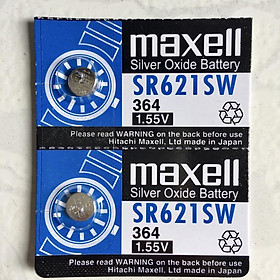 maxell
Silver Oxide Battery
SR621SW
364
1.55V
Please read WARNING on the back before use
Hitachi Maxell, Ltd made in Japan
maxell
Silver Oxide Battery
SR621SW
364
1.55V
Please read WARNING on the back before use
Hitachi Maxell, Ltd made in Japan